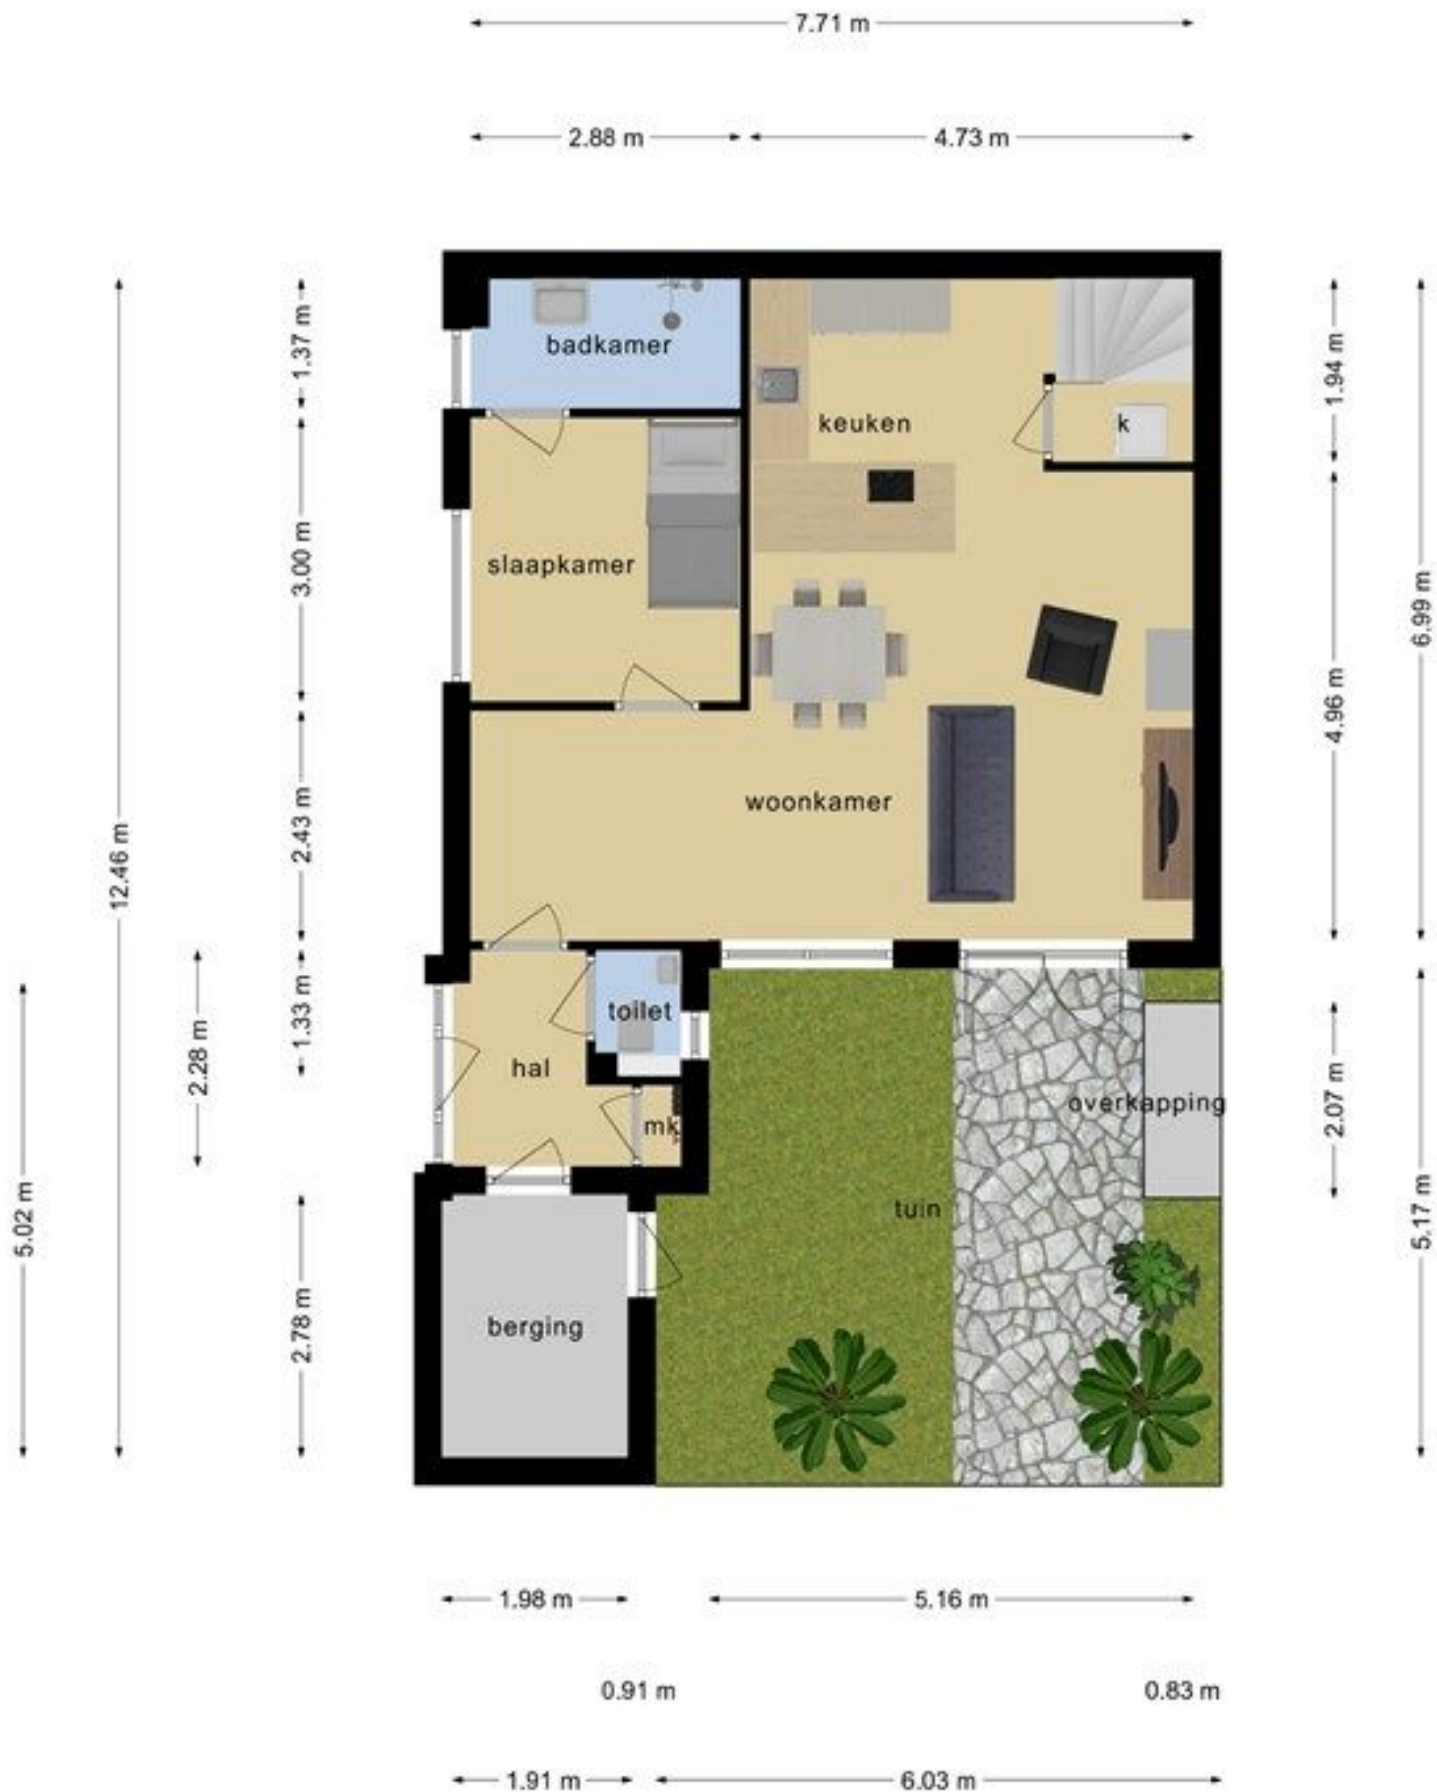 7.71 m
2.88 m
4.73 m
1.37 m
badkamer
1.94 m
keuken
k
3.00 m
slaapkamer
6.99 m
4.96 m
woonkamer
2.43 m
12.46 m
1.33 m
toilet
2.28 m
hal
overkapping
2.07 m
mk
tuin
5.02 m
5.17 m
berging
2.78 m
1.98 m
5.16 m
0.91 m
0.83 m
1.91 m
6.03 m